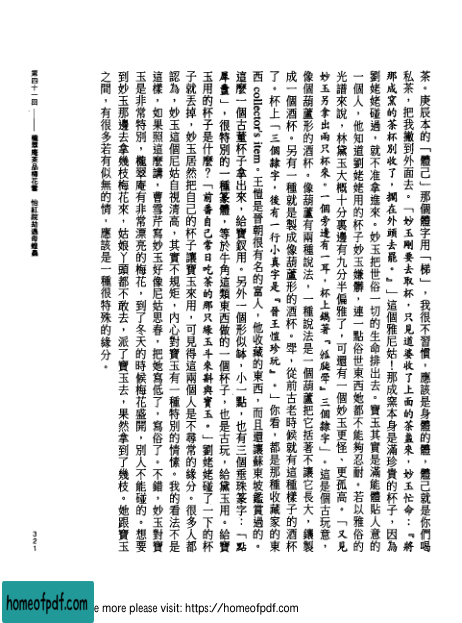 茶。庚辰本的「體己」那個體字用「梯」，我很不習慣，應該是身體的體，體己就是你們喝
私茶，把我撇到外面去。「妙玉剛要去取杯，只見道婆收了上面的茶盞來，妙玉忙命：『將
那成窯的茶杯別收了，擱在外頭去罷。』」這個雅尼姑！那成窯本身是滿珍貴的杯子，因為
劉姥姥碰過，就不准拿進來。妙玉把世俗一切的生命排出去。寶玉其實是滿能體貼人意的
一個人，他知道劉姥姥用的杯子妙玉嫌髒，連一點俗世東西她都不能夠忍耐。若以雅俗的
光譜來說，林黛玉大概十分裏邊有九分半偏雅了，可還有一個妙玉更怪、更孤高。「又見
妙玉另拿出兩只杯來。一個旁邊有一耳，杯上鐫著『𤫫瓟斝』三個隸字」，這是個古玩意，
像個葫蘆形的酒杯。像葫蘆有兩種說法，一種說法是一個葫蘆把它括著不讓它長大，鑲製
成一個酒杯。另有一種就是製成像葫蘆形的酒杯。斝，從前古老時候就有這種樣子的酒杯
了。杯上「三個隸字，後有一行小真字是『晉王愷珍玩』。」你看，都是那種收藏家的東
西 collector's item。王愷是晉朝很有名的富人，他收藏的東西，而且還讓蘇東坡鑑賞過的。
這麼一個古董杯子拿出來，給寶釵用。另外一個形似缽，小一點，也有三個垂珠篆字：「點
犀䀉」，很特別的一種篆體，等於牛角這類東西做的一個杯子，也是古玩，給黛玉用。給寶
玉用的杯子是什麼？「前番自己常日吃茶的那只綠玉斗來斟與寶玉。」劉姥姥碰了一下的杯
子就丟掉，妙玉居然把自己的杯子讓寶玉來用，可見得這兩個人是不尋常的緣分。很多人都
認為，妙玉這個尼姑自視清高，其實不規矩，內心對寶玉有一種特別的情愫。我的看法不是
這樣，如果照這麼講，曹雪芹寫妙玉好像尼姑思春，把她寫低了，寫俗了。不錯，妙玉對寶
玉是非常特別，櫳翠庵有非常漂亮的梅花，到了冬天的時候梅花盛開，別人不能碰的。想要
到妙玉那邊去拿幾枝梅花來，姑娘丫頭都不敢去，派了寶玉去，果然拿到了幾枝。她跟寶玉
之間，有很多若有似無的情，應該是一種很特殊的緣分。
第四十一回——櫳翠庵茶品梅花雪 怡紅院劫遇母蝗蟲
321
homeofpdf.com
e more please visit: https://homeofpdf.com